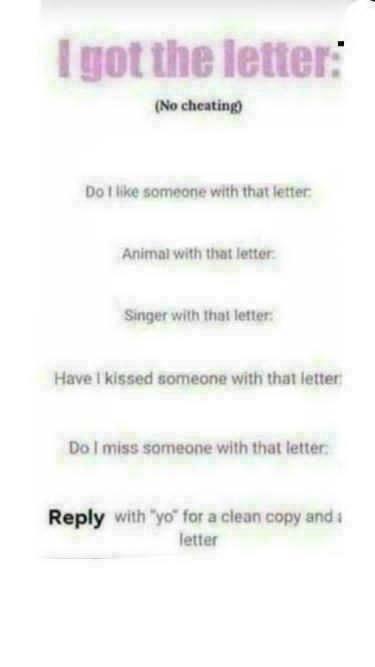 I got the letter:
(No cheating)
Do I like someone with that letter:
Animal with that letter:
Singer with that letter:
Have I kissed someone with that letter:
Do I miss someone with that letter:
Reply with "yo" for a clean copy and a
letter